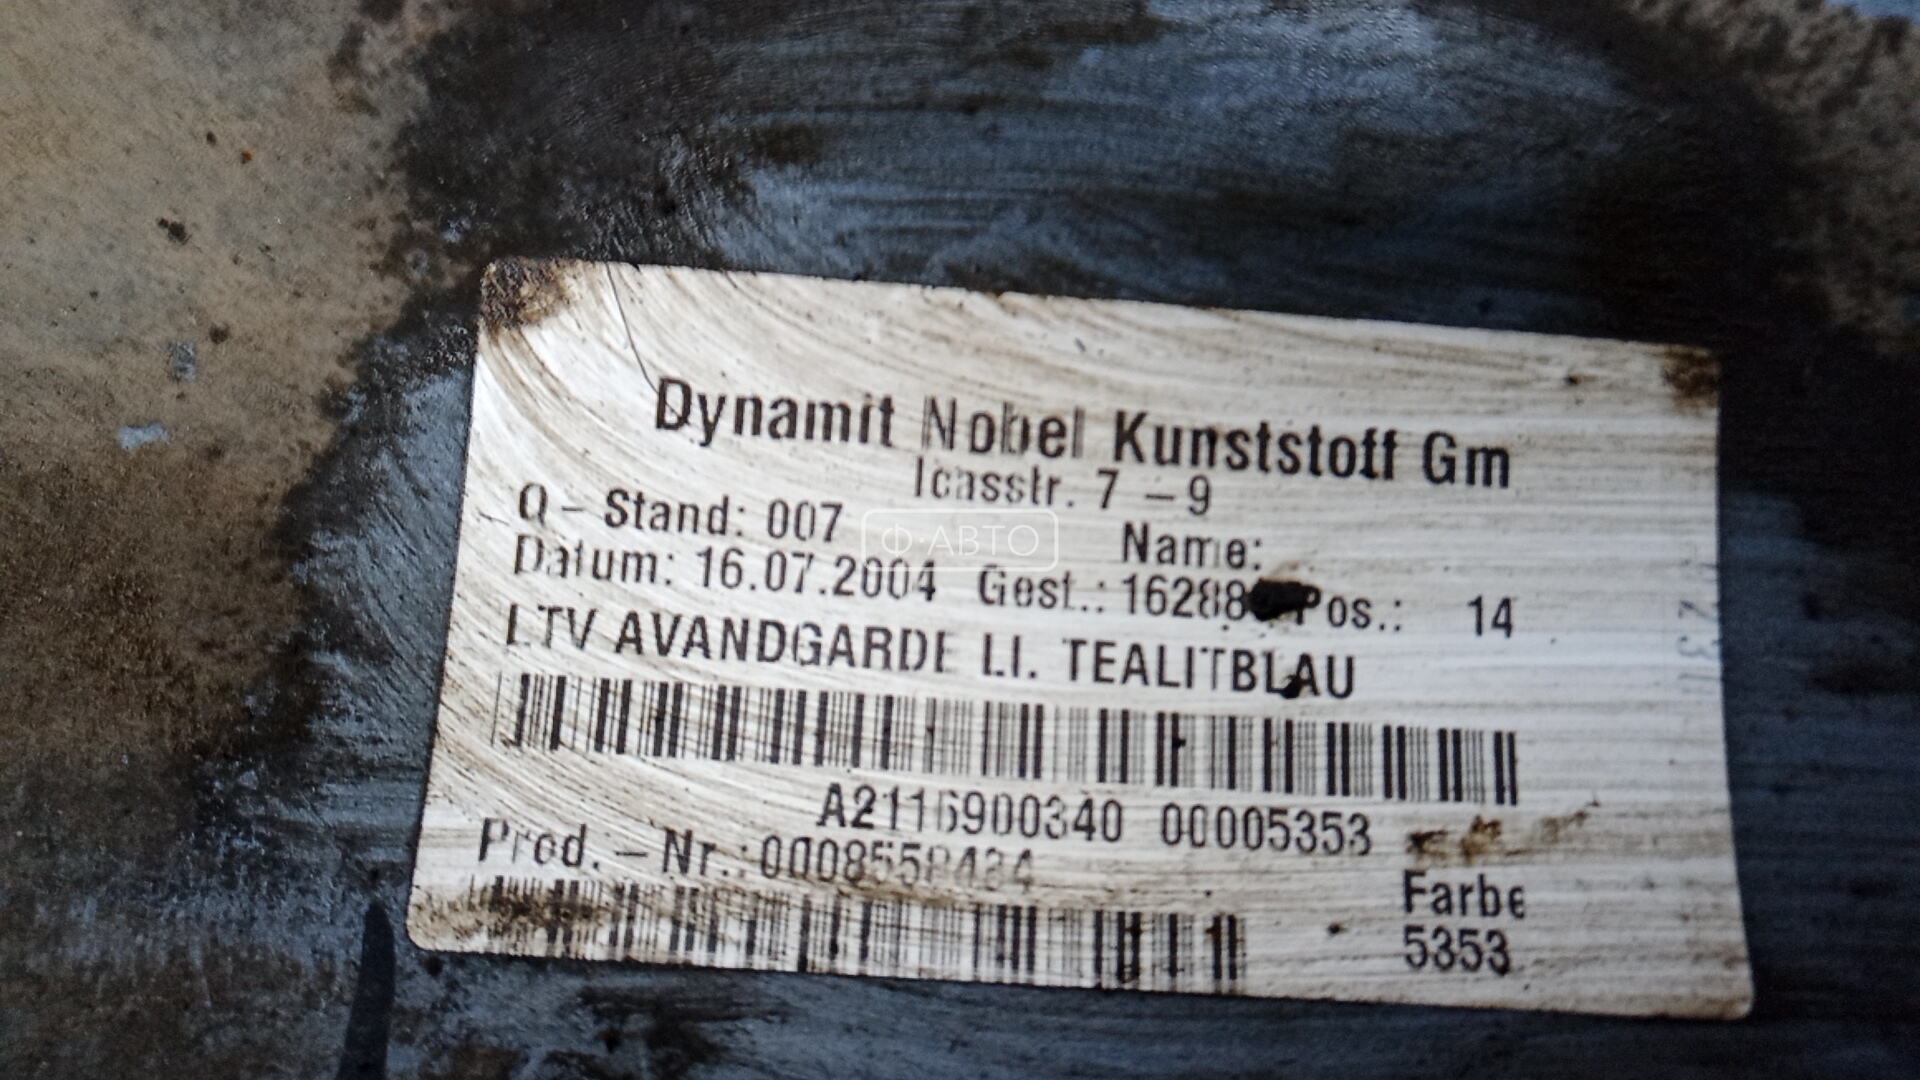 Dynamit Nobel Kunststoff Gm
Icasstr. 7 – 9
Q – Stand: 007 Name:
Datum: 16.07.2004 Gest.: 16288 Pos.: 14
LTV AVANDGARDE LI. TEALITBLAU
A2116900340 00005353
Prod. – Nr.:
Farbe
5353
Ф·АВТО